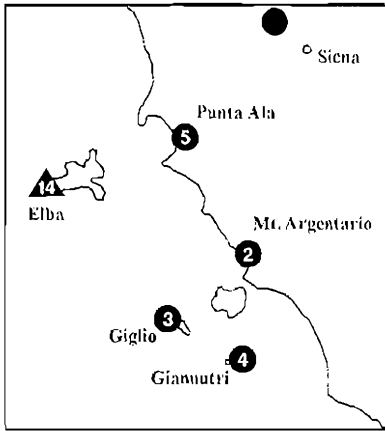 Siena
Punta Ala
5
14
Elba
Mt. Argentario
2
3
Giglio
4
Giannutri